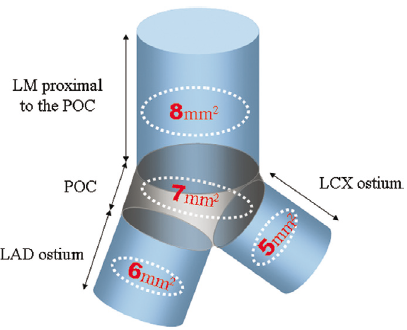 LM proximal
to the POC
8mm²
POC
7mm²
LCX ostium
5mm²
LAD ostium
6mm²